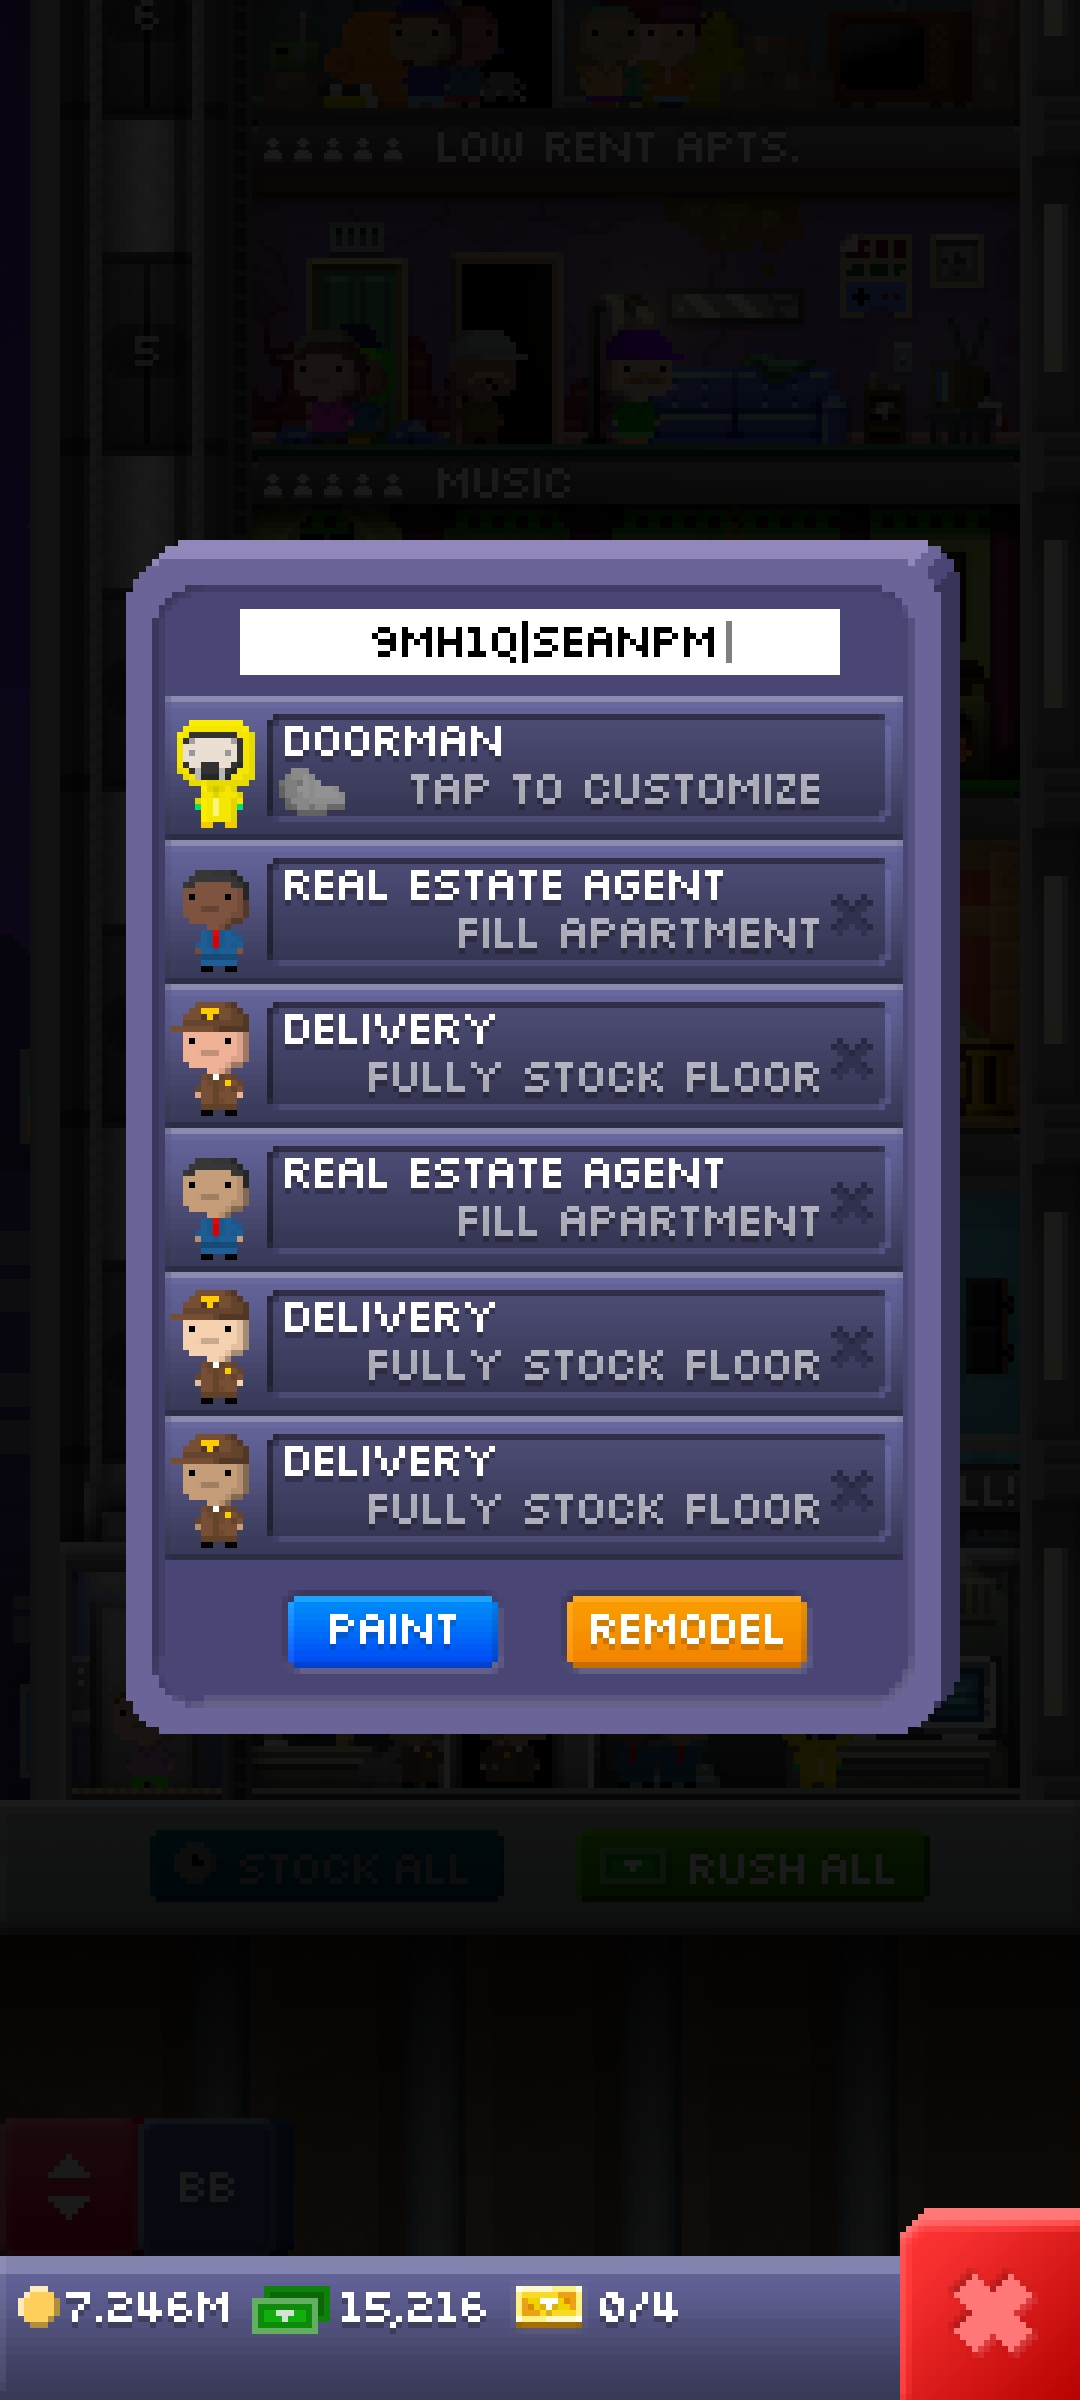 6
LOW RENT APTS.
5
MUSIC
9MH1Q|SEANPM
DOORMAN
TAP TO CUSTOMIZE
REAL ESTATE AGENT
FILL APARTMENT
DELIVERY
FULLY STOCK FLOOR
REAL ESTATE AGENT
FILL APARTMENT
DELIVERY
FULLY STOCK FLOOR
DELIVERY
FULLY STOCK FLOOR
LL!
PAINT REMODEL
STOCK ALL RUSH ALL
BB
7.246M 15,216 0/4